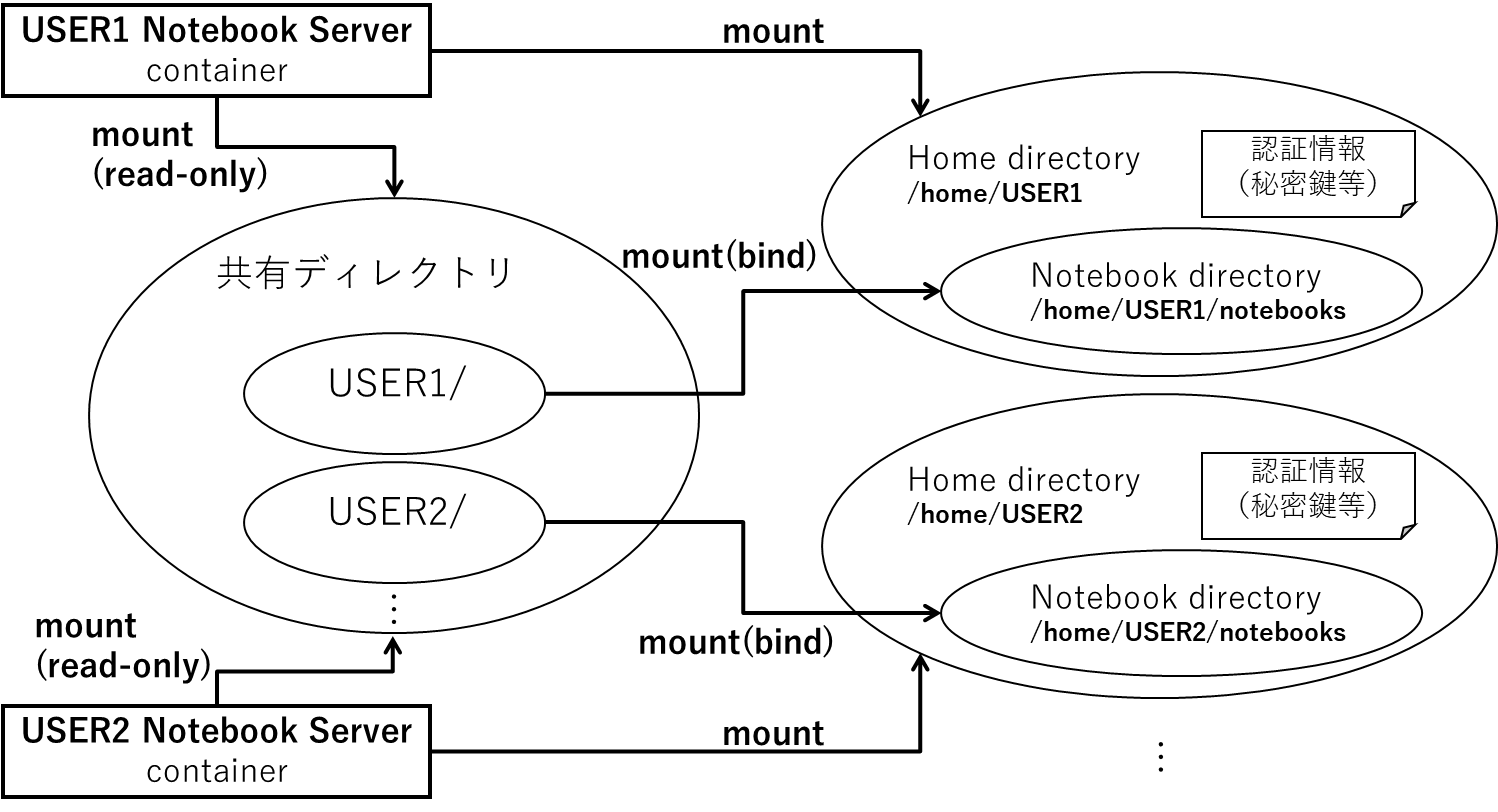 USER1 Notebook Server
container
mount
mount
(read-only)
Home directory
/home/USER1
認証情報
(秘密鍵等)
mount(bind)
Notebook directory
/home/USER1/notebooks
共有ディレクトリ
USER1/
USER2/
⋮
Home directory
/home/USER2
認証情報
(秘密鍵等)
Notebook directory
/home/USER2/notebooks
mount(bind)
mount
(read-only)
USER2 Notebook Server
container
mount
⋮